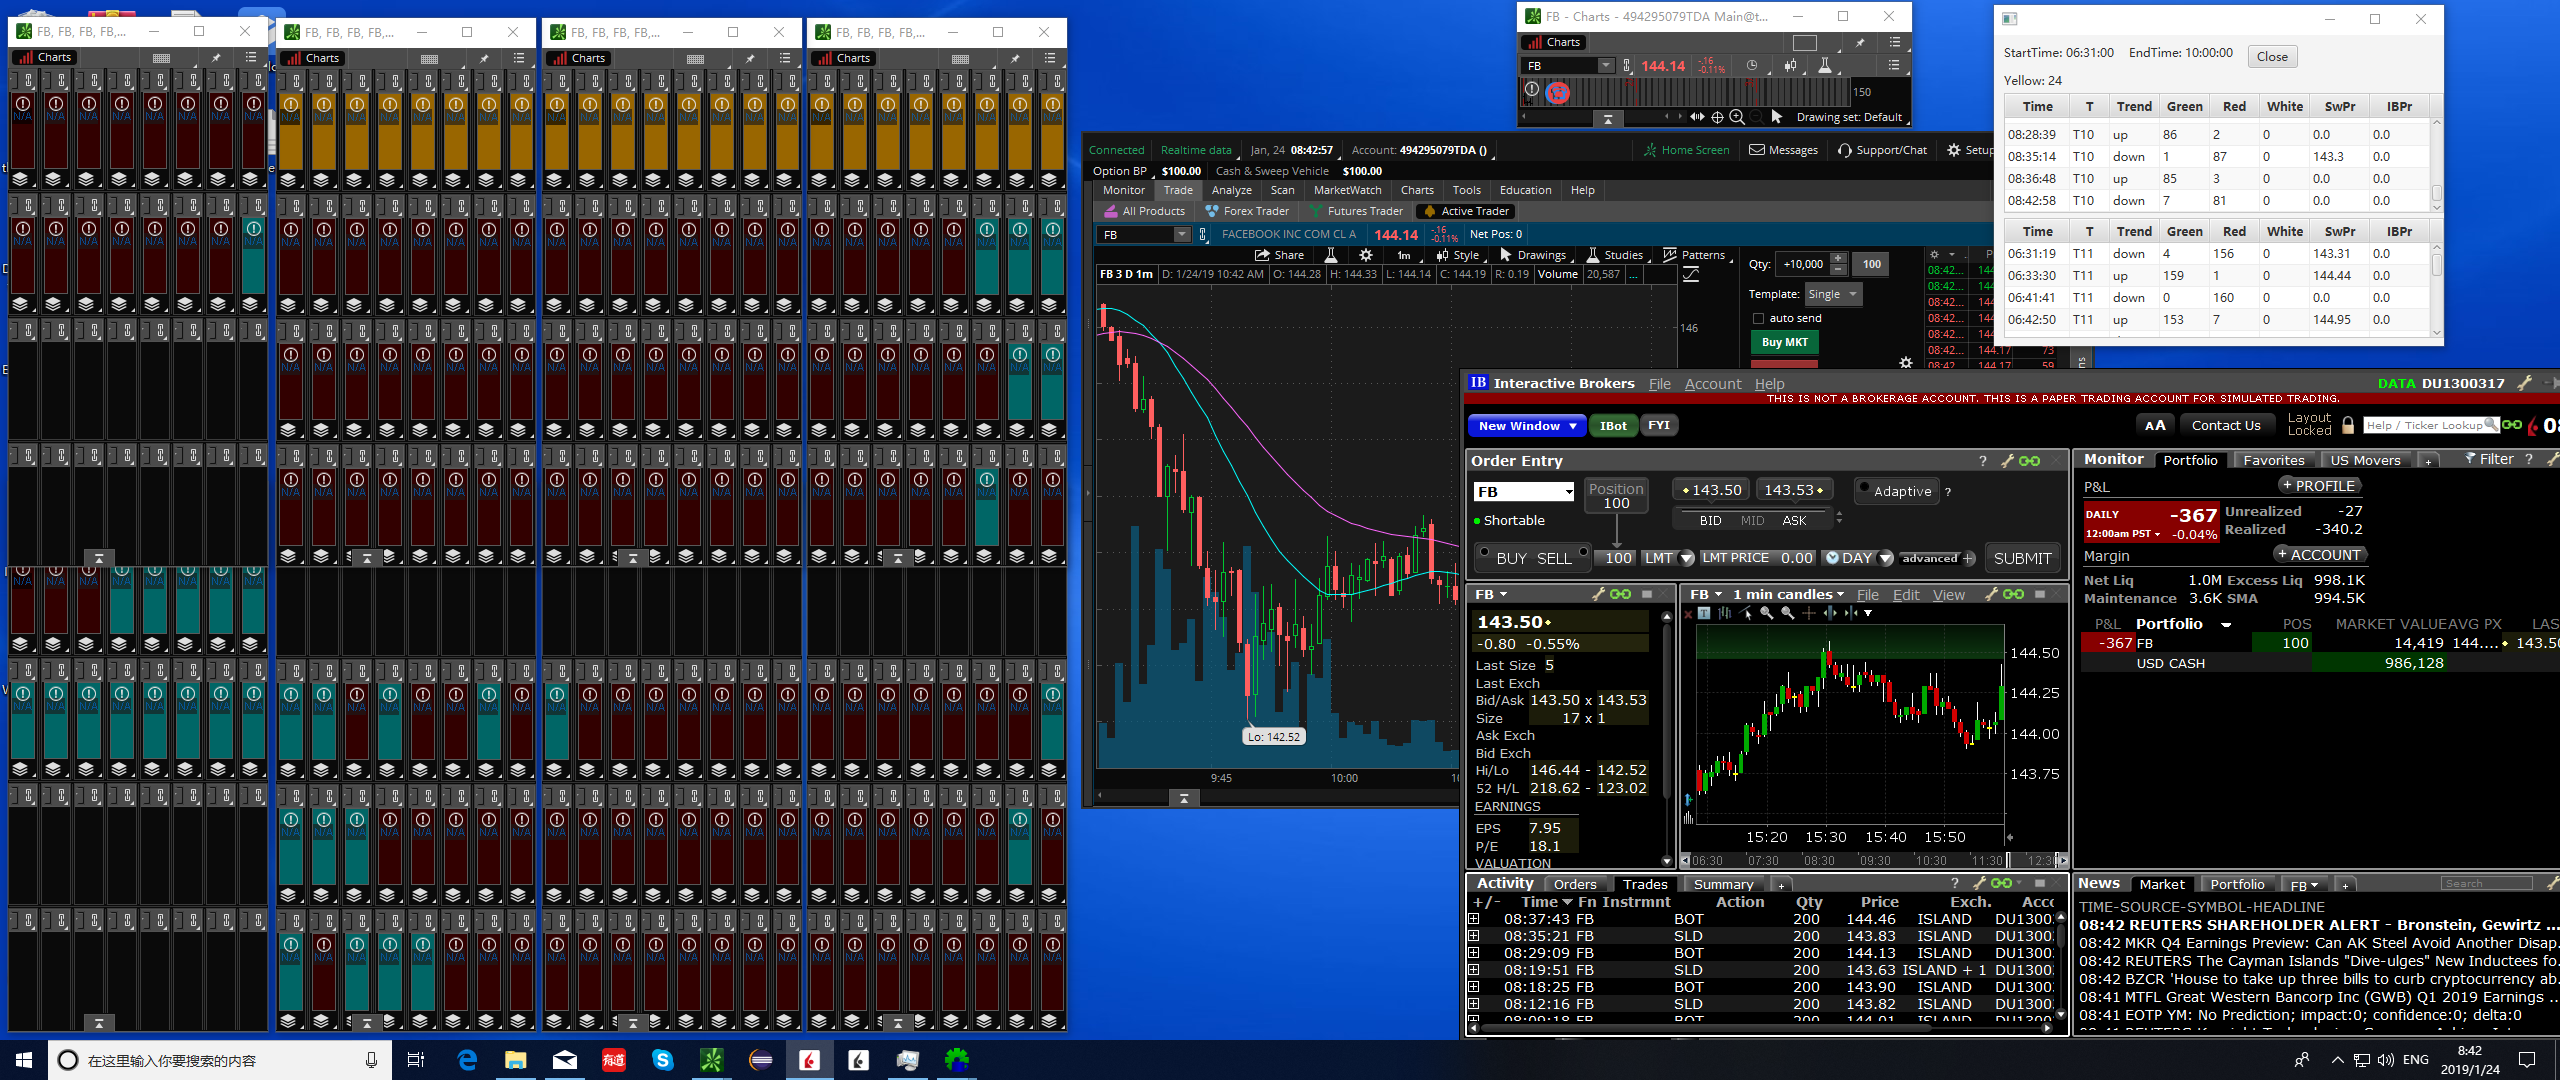 FB, FB, FB, FB,...
Charts
FB, FB, FB, FB,...
Charts
FB, FB, FB, FB,...
Charts
FB, FB, FB, FB,...
Charts
N/A
FB - Charts - 494295079TDA Main@t...
Charts
FB 144.14 -.16 -0.11%
150
Drawing set: Default
Connected Realtime data Jan, 24 08:42:57 Account: 494295079TDA () Home Screen Messages Support/Chat Setup
Option BP $100.00 Cash & Sweep Vehicle $100.00
Monitor Trade Analyze Scan MarketWatch Charts Tools Education Help
All Products Forex Trader Futures Trader Active Trader
FB FACEBOOK INC COM CL A 144.14 -.16 -0.11% Net Pos: 0
Share 1m Style Drawings Studies Patterns
FB 3 D 1m D: 1/24/19 10:42 AM O: 144.28 H: 144.33 L: 144.14 C: 144.19 R: 0.19 Volume 20,587 ...
146
Lo: 142.52
9:45 10:00
Qty: +10,000 100
Template: Single
auto send
Buy MKT
08:42... 144.17 73
08:42... 144.17 59
StartTime: 06:31:00 EndTime: 10:00:00 Close
Yellow: 24
Time T Trend Green Red White SwPr IBPr
08:28:39 T10 up 86 2 0 0.0 0.0
08:35:14 T10 down 1 87 0 143.3 0.0
08:36:48 T10 up 85 3 0 0.0 0.0
08:42:58 T10 down 7 81 0 0.0 0.0
Time T Trend Green Red White SwPr IBPr
06:31:19 T11 down 4 156 0 143.31 0.0
06:33:30 T11 up 159 1 0 144.44 0.0
06:41:41 T11 down 0 160 0 0.0 0.0
06:42:50 T11 up 153 7 0 144.95 0.0
IB Interactive Brokers File Account Help DATA DU1300317
THIS IS NOT A BROKERAGE ACCOUNT. THIS IS A PAPER TRADING ACCOUNT FOR SIMULATED TRADING.
New Window IBot FYI AA Contact Us Layout Locked Help / Ticker Lookup
Order Entry
FB Position 100 143.50 143.53 Adaptive ?
Shortable BID MID ASK
BUY SELL 100 LMT LMT PRICE 0.00 DAY advanced + SUBMIT
FB
143.50
-0.80 -0.55%
Last Size 5
Last Exch
Bid/Ask 143.50 x 143.53
Size 17 x 1
Ask Exch
Bid Exch
Hi/Lo 146.44 - 142.52
52 H/L 218.62 - 123.02
EARNINGS
EPS 7.95
P/E 18.1
VALUATION
FB 1 min candles File Edit View
144.50
144.25
144.00
143.75
15:20 15:30 15:40 15:50
06:30 07:30 08:30 09:30 10:30 11:30 12:30
Monitor Portfolio Favorites US Movers + Filter ?
P&L + PROFILE
DAILY -367 Unrealized -27
12:00am PST -0.04% Realized -340.2
Margin + ACCOUNT
Net Liq 1.0M Excess Liq 998.1K
Maintenance 3.6K SMA 994.5K
P&L Portfolio POS MARKET VALUE AVG PX LAS
-367 FB 100 14,419 144.... 143.50
USD CASH 986,128
Activity Orders Trades Summary +
+/- Time Fn Instrmnt Action Qty Price Exch. Acc
08:37:43 FB BOT 200 144.46 ISLAND DU1300
08:35:21 FB SLD 200 143.83 ISLAND DU1300
08:29:09 FB BOT 200 144.13 ISLAND DU1300
08:19:51 FB SLD 200 143.63 ISLAND + 1 DU1300
08:18:25 FB BOT 200 143.90 ISLAND DU1300
08:12:16 FB SLD 200 143.82 ISLAND DU1300
08:09:18 FB BOT 200 144.01 ISLAND DU1300
News Market Portfolio FB + Search
TIME-SOURCE-SYMBOL-HEADLINE
08:42 REUTERS SHAREHOLDER ALERT - Bronstein, Gewirtz ...
08:42 MKR Q4 Earnings Preview: Can AK Steel Avoid Another Disap.
08:42 REUTERS The Cayman Islands "Dive-ulges" New Inductees fo.
08:42 BZCR 'House to take up three bills to curb cryptocurrency ab.
08:41 MTFL Great Western Bancorp Inc (GWB) Q1 2019 Earnings ...
08:41 EOTP YM: No Prediction; impact:0; confidence:0; delta:0
在这里输入你要搜索的内容
有道
ENG
8:42
2019/1/24